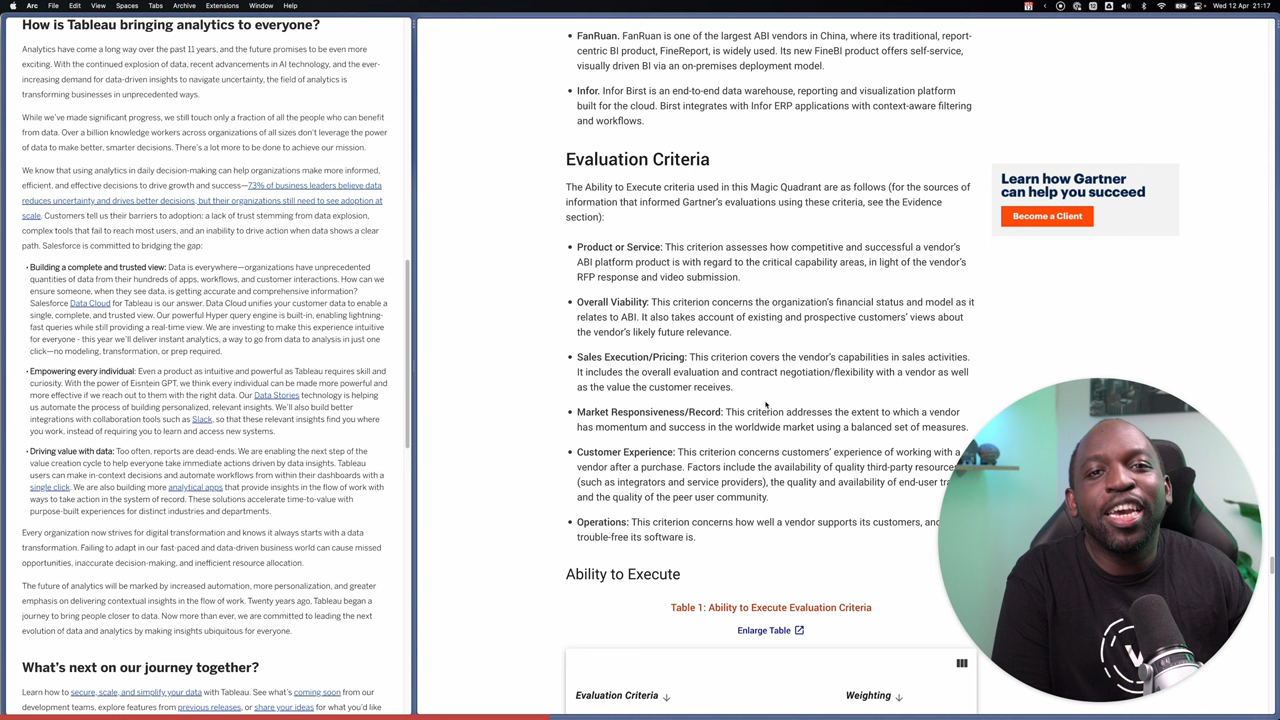 Arc File Edit View Spaces Tabs Archive Extensions Window Help
Wed 12 Apr 21:17
How is Tableau bringing analytics to everyone?
Analytics have come a long way over the past 11 years, and the future promises to be even more
exciting. With the continued explosion of data, recent advancements in AI technology, and the ever-
increasing demand for data-driven insights to navigate uncertainty, the field of analytics is
transforming businesses in unprecedented ways.
While we've made significant progress, we still touch only a fraction of all the people who can benefit
from data. Over a billion knowledge workers across organizations of all sizes don't leverage the power
of data to make better, smarter decisions. There's a lot more to be done to achieve our mission.
We know that using analytics in daily decision-making can help organizations make more informed,
efficient, and effective decisions to drive growth and success—73% of business leaders believe data
reduces uncertainty and drives better decisions, but their organizations still need to see adoption at
scale. Customers tell us their barriers to adoption: a lack of trust stemming from data explosion,
complex tools that fail to reach most users, and an inability to drive action when data shows a clear
path. Salesforce is committed to bridging the gap:
• Building a complete and trusted view: Data is everywhere—organizations have unprecedented
quantities of data from their hundreds of apps, workflows, and customer interactions. How can we
ensure someone, when they see data, is getting accurate and comprehensive information?
Salesforce Data Cloud for Tableau is our answer. Data Cloud unifies your customer data to enable a
single, complete, and trusted view. Our powerful Hyper query engine is built-in, enabling lightning-
fast queries while still providing a real-time view. We are investing to make this experience intuitive
for everyone - this year we'll deliver instant analytics, a way to go from data to analysis in just one
click—no modeling, transformation, or prep required.
• Empowering every individual: Even a product as intuitive and powerful as Tableau requires skill and
curiosity. With the power of Eisntein GPT, we think every individual can be made more powerful and
more effective if we reach out to them with the right data. Our Data Stories technology is helping
us automate the process of building personalized, relevant insights. We'll also build better
integrations with collaboration tools such as Slack, so that these relevant insights find you where
you work, instead of requiring you to learn and access new systems.
• Driving value with data: Too often, reports are dead-ends. We are enabling the next step of the
value creation cycle to help everyone take immediate actions driven by data insights. Tableau
users can make in-context decisions and automate workflows from within their dashboards with a
single click. We are also building more analytical apps that provide insights in the flow of work with
ways to take action in the system of record. These solutions accelerate time-to-value with
purpose-built experiences for distinct industries and departments.
Every organization now strives for digital transformation and knows it always starts with a data
transformation. Failing to adapt in our fast-paced and data-driven business world can cause missed
opportunities, inaccurate decision-making, and inefficient resource allocation.
The future of analytics will be marked by increased automation, more personalization, and greater
emphasis on delivering contextual insights in the flow of work. Twenty years ago, Tableau began a
journey to bring people closer to data. Now more than ever, we are committed to leading the next
evolution of data and analytics by making insights ubiquitous for everyone.
What's next on our journey together?
Learn how to secure, scale, and simplify your data with Tableau. See what's coming soon from our
development teams, explore features from previous releases, or share your ideas for what you'd like
• FanRuan. FanRuan is one of the largest ABI vendors in China, where its traditional, report-
centric BI product, FineReport, is widely used. Its new FineBI product offers self-service,
visually driven BI via an on-premises deployment model.
• Infor. Infor Birst is an end-to-end data warehouse, reporting and visualization platform
built for the cloud. Birst integrates with Infor ERP applications with context-aware filtering
and workflows.
Evaluation Criteria
The Ability to Execute criteria used in this Magic Quadrant are as follows (for the sources of
information that informed Gartner's evaluations using these criteria, see the Evidence
section):
• Product or Service: This criterion assesses how competitive and successful a vendor's
ABI platform product is with regard to the critical capability areas, in light of the vendor's
RFP response and video submission.
• Overall Viability: This criterion concerns the organization's financial status and model as it
relates to ABI. It also takes account of existing and prospective customers' views about
the vendor's likely future relevance.
• Sales Execution/Pricing: This criterion covers the vendor's capabilities in sales activities.
It includes the overall evaluation and contract negotiation/flexibility with a vendor as well
as the value the customer receives.
• Market Responsiveness/Record: This criterion addresses the extent to which a vendor
has momentum and success in the worldwide market using a balanced set of measures.
• Customer Experience: This criterion concerns customers' experience of working with a
vendor after a purchase. Factors include the availability of quality third-party resource
(such as integrators and service providers), the quality and availability of end-user tra
and the quality of the peer user community.
• Operations: This criterion concerns how well a vendor supports its customers, and
trouble-free its software is.
Ability to Execute
Table 1: Ability to Execute Evaluation Criteria
Enlarge Table
Evaluation Criteria ↓ Weighting ↓
Learn how Gartner
can help you succeed
Become a Client